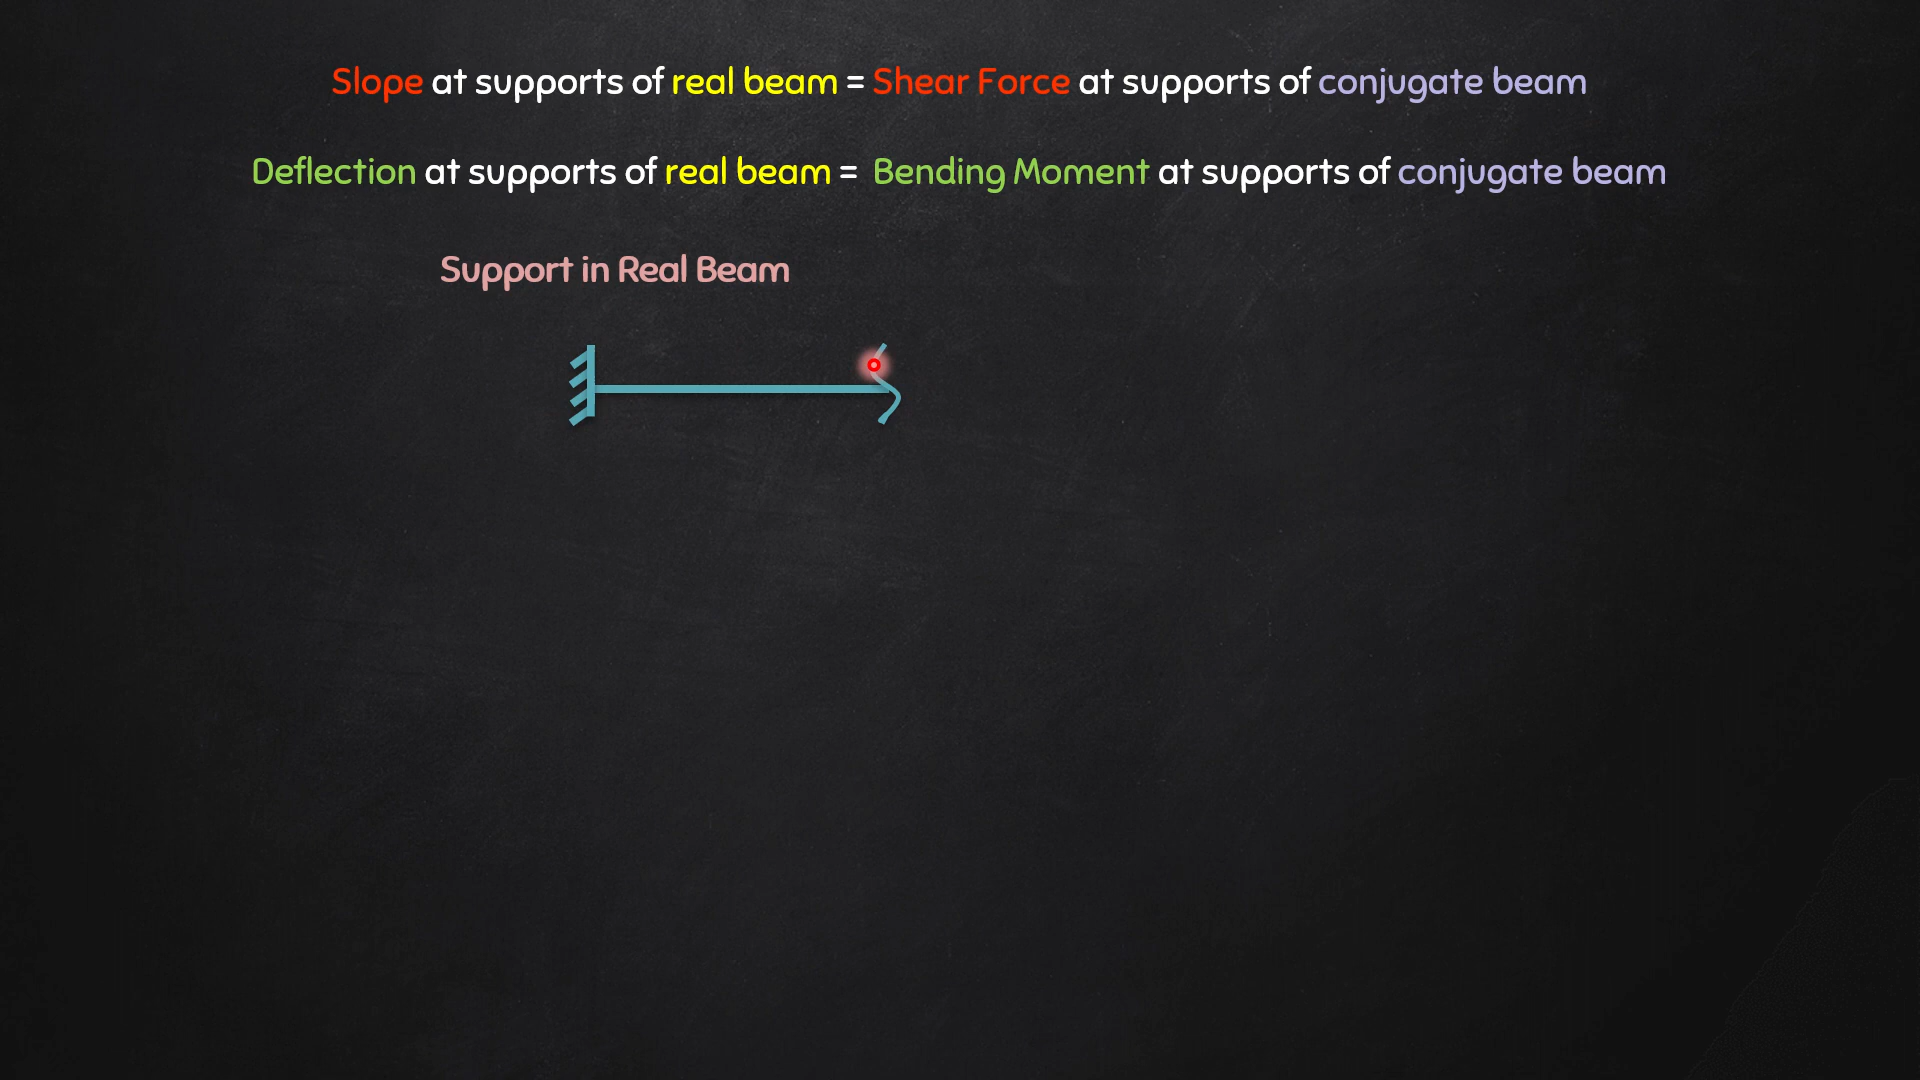 Slope at supports of real beam = Shear Force at supports of conjugate beam
Deflection at supports of real beam = Bending Moment at supports of conjugate beam
Support in Real Beam